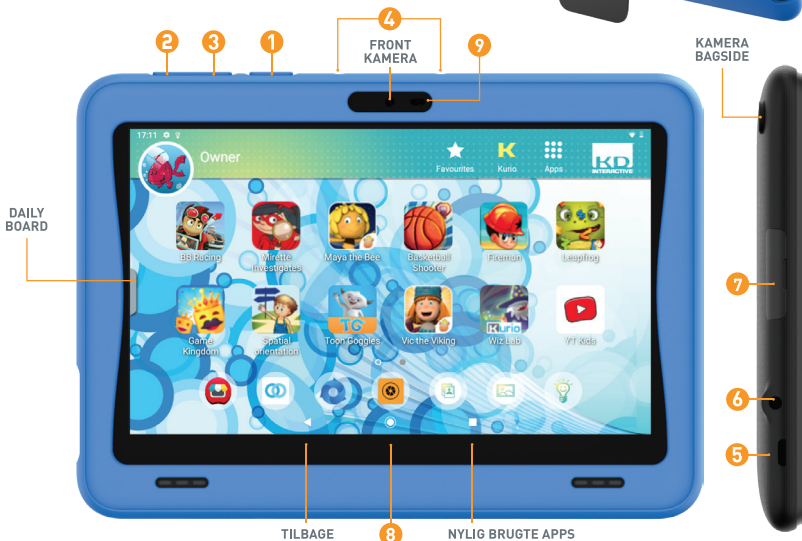 4
2
3
1
FRONT
KAMERA
9
KAMERA
BAGSIDE
17:11
Owner
Favourites
Kurio
Apps
KD
INTERACTIVE
DAILY
BOARD
BB Racing
Mirette
Investigates
Maya the Bee
Basketball
Shooter
Fireman
Leapfrog
7
TG
Kurio
Game
Kingdom
Spatial
orientation
Toon Goggles
Vic the Viking
Wiz Lab
YT Kids
6
5
TILBAGE
8
NYLIG BRUGTE APPS